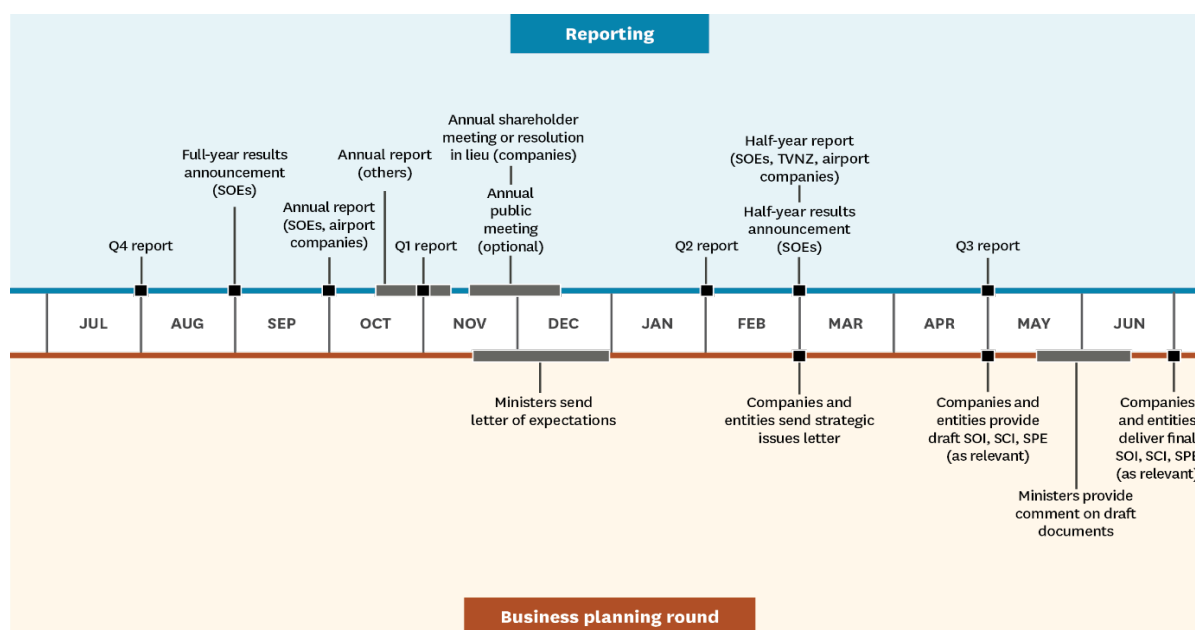 Reporting
Annual shareholder
meeting or resolution
in lieu (companies)
Full-year results
announcement
(SOEs)
Annual report
(others)
Annual
public
meeting
(optional)
Half-year report
(SOEs, TVNZ, airport
companies)
Annual report
(SOEs, airport
companies)
Half-year results
announcement
(SOEs)
Q4 report
Q1 report
Q2 report
Q3 report
JUL
AUG
SEP
OCT
NOV
DEC
JAN
FEB
MAR
APR
MAY
JUN
Ministers send
letter of expectations
Companies and
entities send strategic
issues letter
Companies and
entities provide
draft SOI, SCI, SPE
(as relevant)
Ministers provide
comment on draft
documents
Companies
and entities
deliver final
SOI, SCI, SPE
(as relevant)
Business planning round